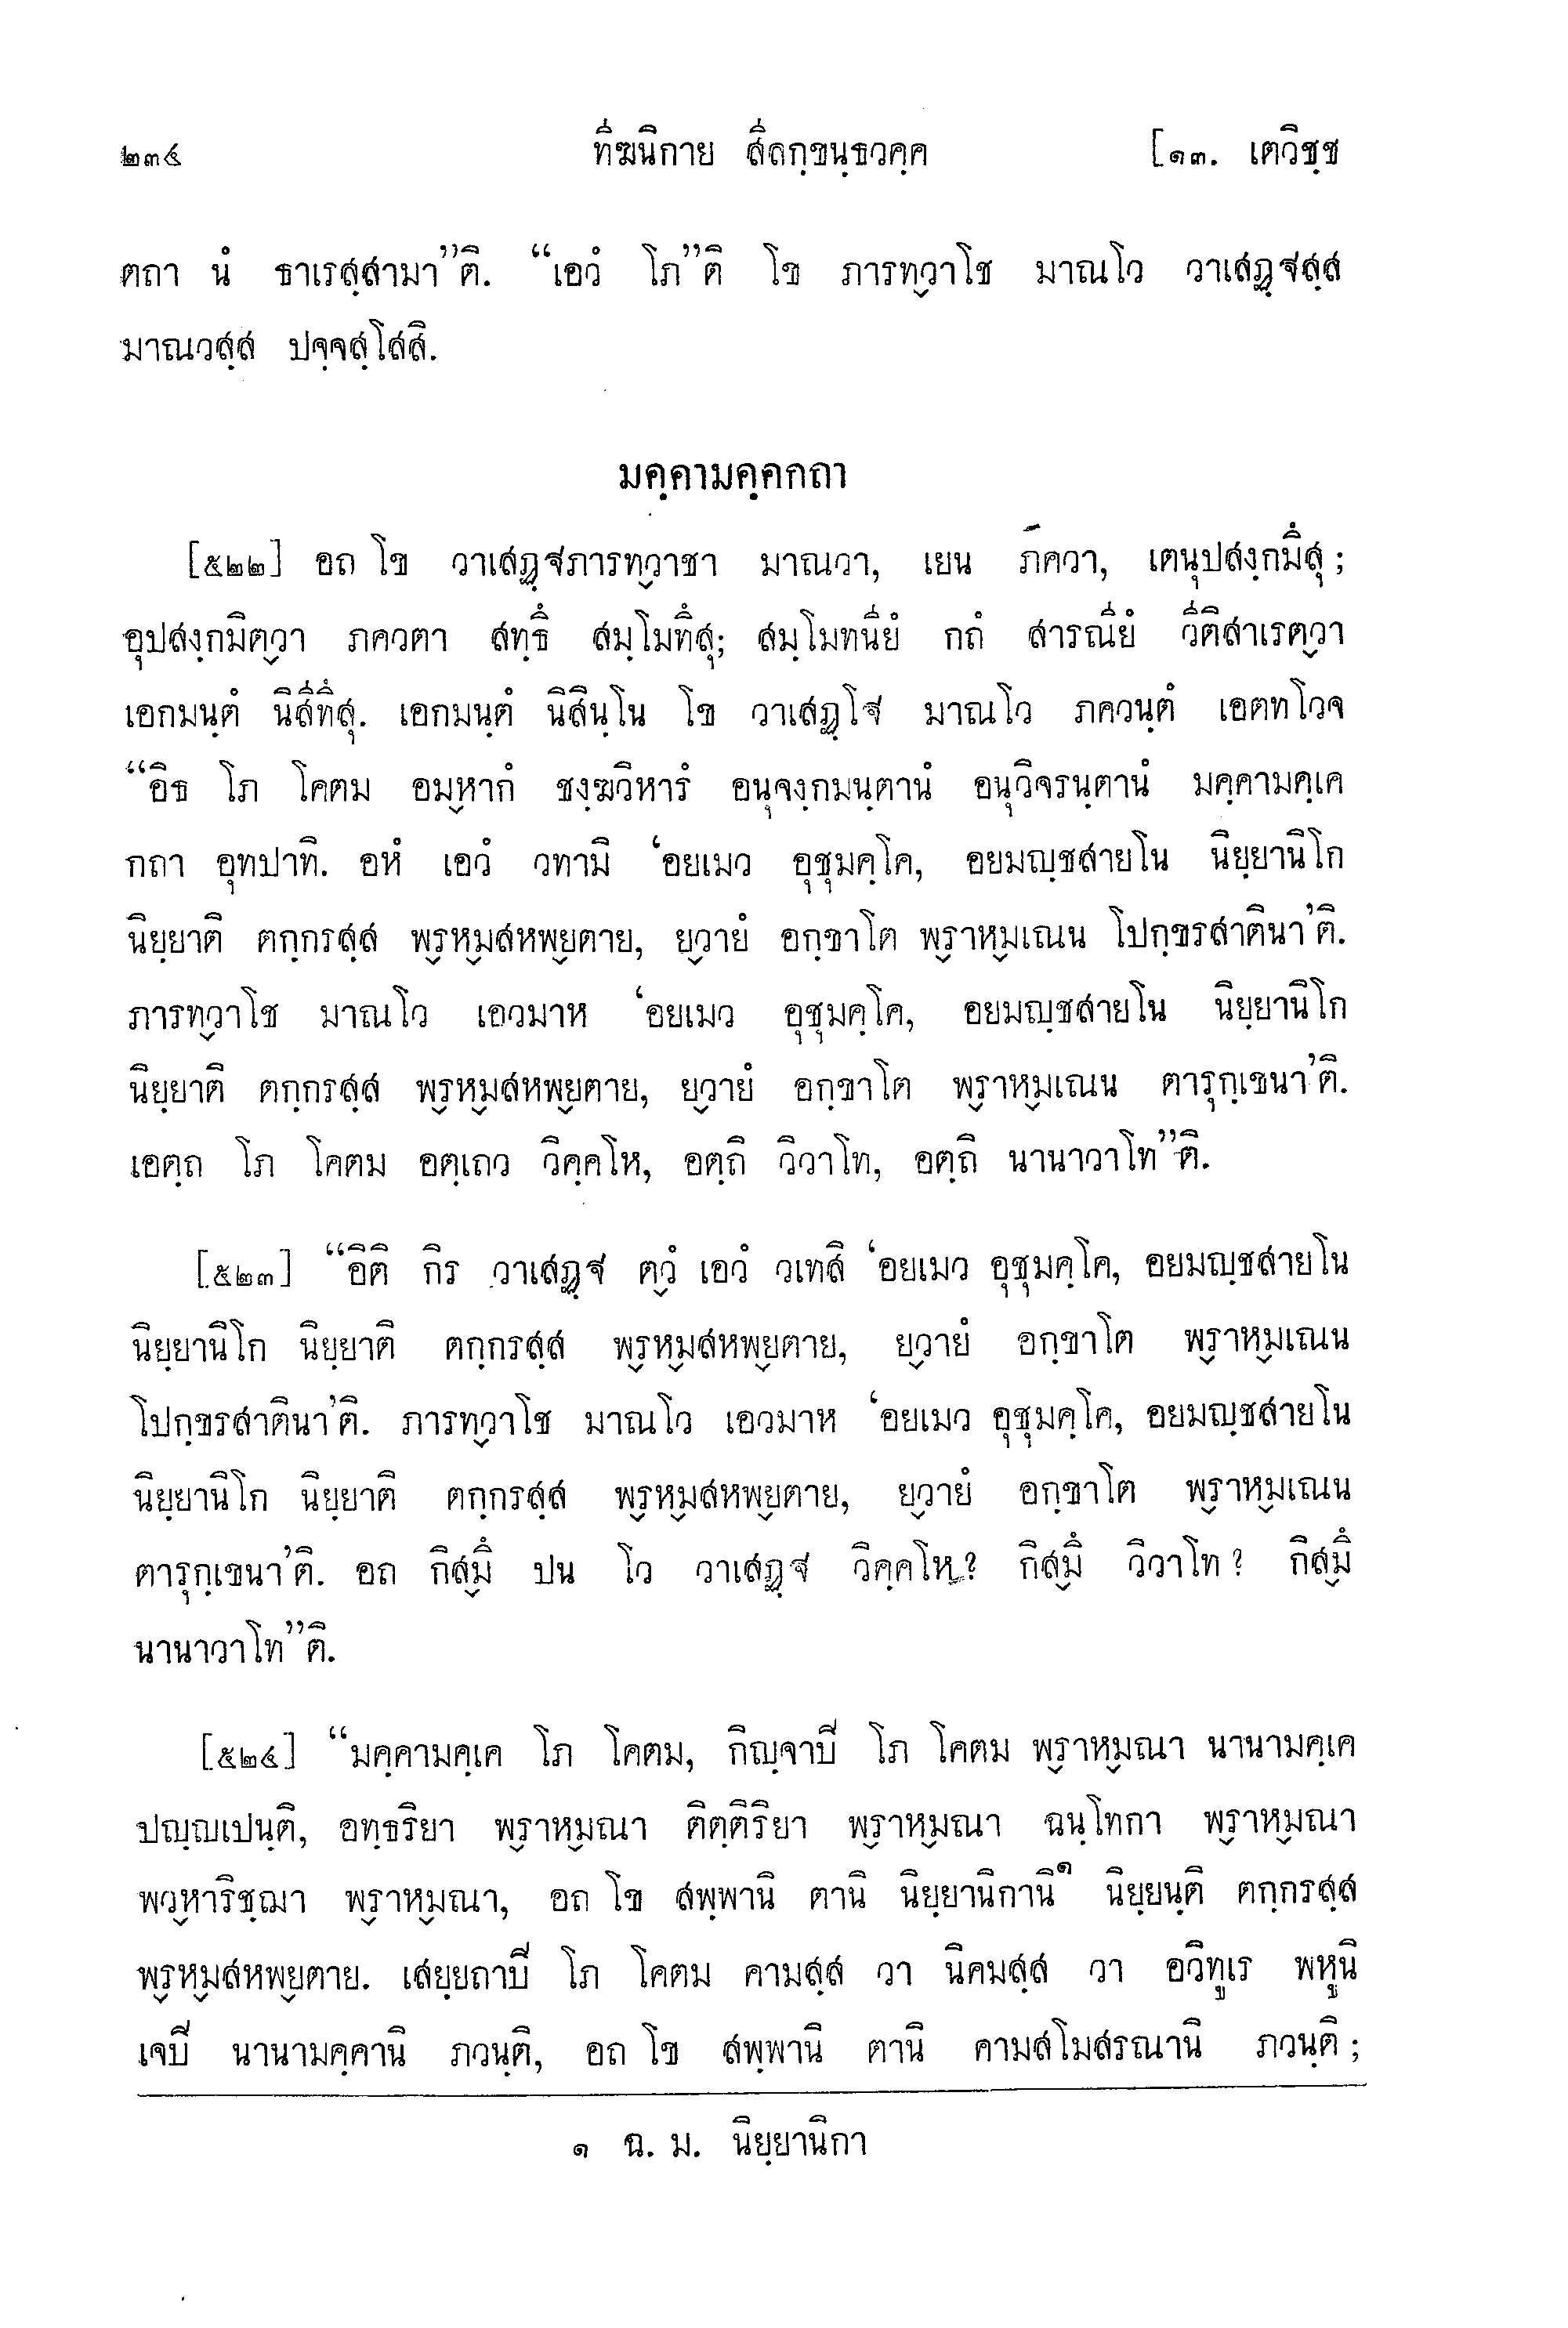 ๒๓๔ ทีฆนิกาย สีลกฺขนฺธวคฺค [๑๓. เตวิชฺช
ตถา นํ ธาเรสฺสามา”ติ. “เอวํ โภ”ติ โข ภารทฺวาโช มาณโว วาเสฏฺฐสฺส
มาณวสฺส ปจฺจสฺโสสิ.
มคฺคามคฺคกถา
[๕๒๒] อถ โข วาเสฏฺฐภารทฺวาชา มาณวา, เยน ภควา, เตนุปสงฺกมึสุ;
อุปสงฺกมิตฺวา ภควตา สทฺธึ สมฺโมทึสุ; สมฺโมทนียํ กถํ สารณียํ วีติสาเรตฺวา
เอกมนฺตํ นิสีทึสุ. เอกมนฺตํ นิสินฺโน โข วาเสฏฺโฐ มาณโว ภควนฺตํ เอตทโวจ
“อิธ โภ โคตม อมฺหากํ ชงฺฆวิหารํ อนุจงฺกมนฺตานํ อนุวิจรนฺตานํ มคฺคามคฺเค
กถา อุทปาทิ. อหํ เอวํ วทามิ ‘อยเมว อุชุมคฺโค, อยมญฺชสายโน นิยฺยานิโก
นิยฺยาติ ตกฺกรสฺส พฺรหฺมสหพฺยตาย, ยฺวายํ อกฺขาโต พฺราหฺมเณน โปกฺขรสาตินา’ติ.
ภารทฺวาโช มาณโว เอวมาห ‘อยเมว อุชุมคฺโค, อยมญฺชสายโน นิยฺยานิโก
นิยฺยาติ ตกฺกรสฺส พฺรหฺมสหพฺยตาย, ยฺวายํ อกฺขาโต พฺราหฺมเณน ตารุกฺเขนา’ติ.
เอตฺถ โภ โคตม อตฺเถว วิคฺคโห, อตฺถิ วิวาโท, อตฺถิ นานาวาโท”ติ.
[๕๒๓] “อิติ กิร วาเสฏฺฐ ตฺวํ เอวํ วเทสิ ‘อยเมว อุชุมคฺโค, อยมญฺชสายโน
นิยฺยานิโก นิยฺยาติ ตกฺกรสฺส พฺรหฺมสหพฺยตาย, ยฺวายํ อกฺขาโต พฺราหฺมเณน
โปกฺขรสาตินา’ติ. ภารทฺวาโช มาณโว เอวมาห ‘อยเมว อุชุมคฺโค, อยมญฺชสายโน
นิยฺยานิโก นิยฺยาติ ตกฺกรสฺส พฺรหฺมสหพฺยตาย, ยฺวายํ อกฺขาโต พฺราหฺมเณน
ตารุกฺเขนา’ติ. อถ กิสฺมึ ปน โว วาเสฏฺฐ วิคฺคโห? กิสฺมึ วิวาโท? กิสฺมึ
นานาวาโท”ติ.
[๕๒๔] “มคฺคามคฺเค โภ โคตม, กิญฺจาปิ โภ โคตม พฺราหฺมณา นานามคฺเค
ปญฺญเปนฺติ, อทฺธริยา พฺราหฺมณา ติตฺติริยา พฺราหฺมณา ฉนฺโทกา พฺราหฺมณา
พวฺหาริชฺฌา พฺราหฺมณา, อถ โข สพฺพานิ ตานิ นิยฺยานิกานิ๑ นิยฺยนฺติ ตกฺกรสฺส
พฺรหฺมสหพฺยตาย. เสยฺยถาปิ โภ โคตม คามสฺส วา นิคมสฺส วา อวิทูเร พหูนิ
เจปิ นานามคฺคานิ ภวนฺติ, อถ โข สพฺพานิ ตานิ คามสโมสรณานิ ภวนฺติ;
๑ ฉ. ม. นิยฺยานิกา